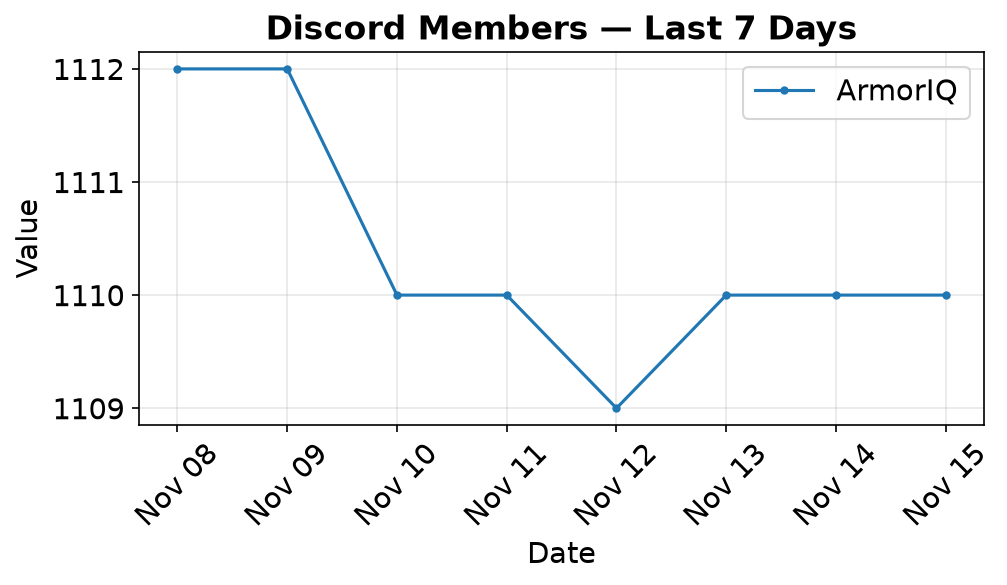 Discord Members — Last 7 Days
ArmorIQ
Value
1112
1111
1110
1109
Nov 08
Nov 09
Nov 10
Nov 11
Nov 12
Nov 13
Nov 14
Nov 15
Date